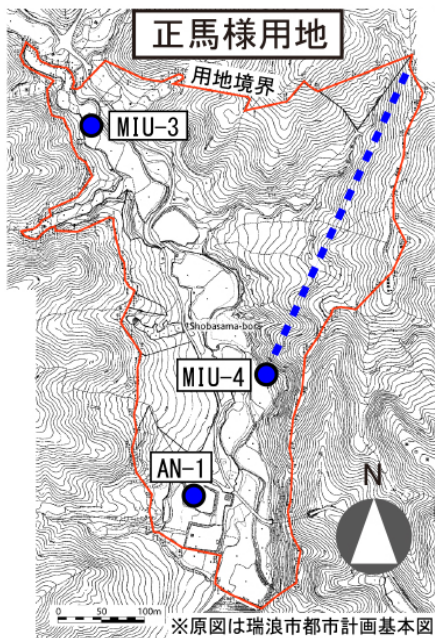 正馬様用地
用地境界
MIU-3
Shobasama-bora
MIU-4
AN-1
N
0 50 100m
※原図は瑞浪市都市計画基本図